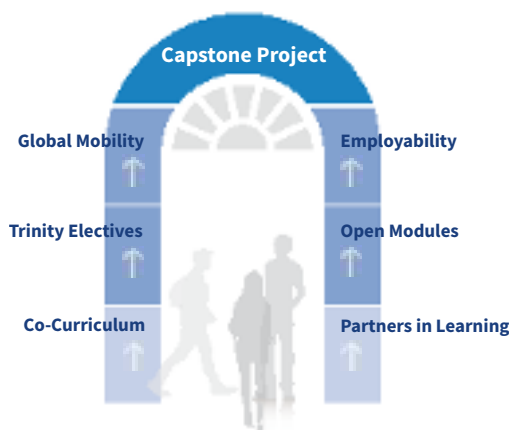 Capstone Project
Global Mobility
Employability
Trinity Electives
Open Modules
Co-Curriculum
Partners in Learning